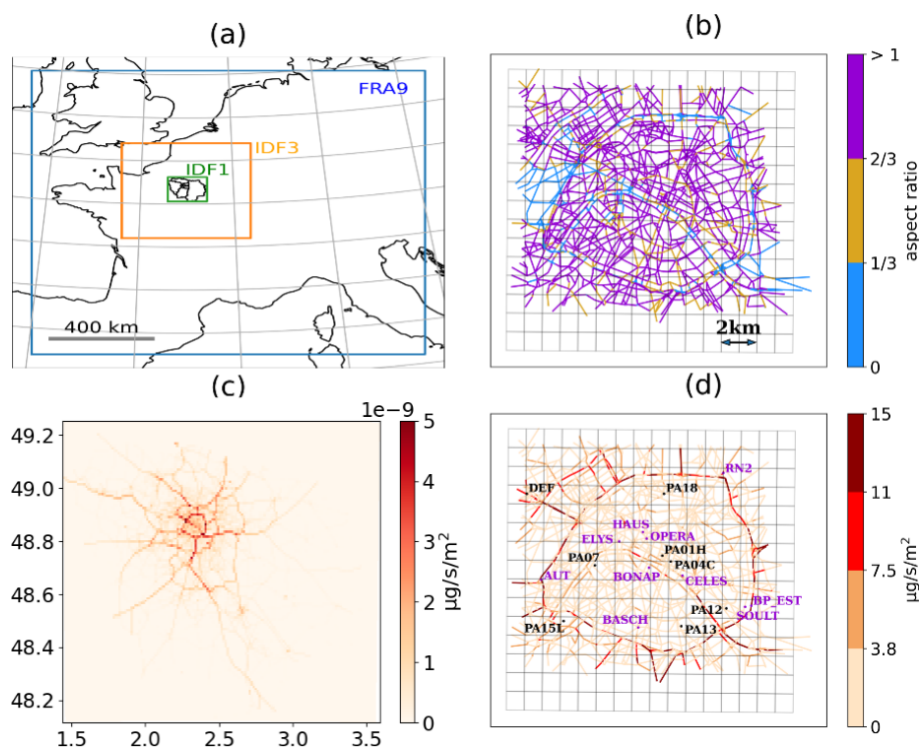 (a)
FRA9
IDF3
IDF1
400 km
(b)
2km
> 1
2/3
1/3
0
aspect ratio
(c)
1e−9
49.2
49.0
48.8
48.6
48.4
48.2
1.5
2.0
2.5
3.0
3.5
5
4
3
2
1
0
µg/s/m²
(d)
RN2
DEF
PA18
HAUS
OPERA
ELYS
PA01H
PA07
PA04C
AUT
BONAP
CELES
BP_EST
PA12
SOULT
BASCH
PA15L
PA13
15
11
7.5
3.8
0
µg/s/m²